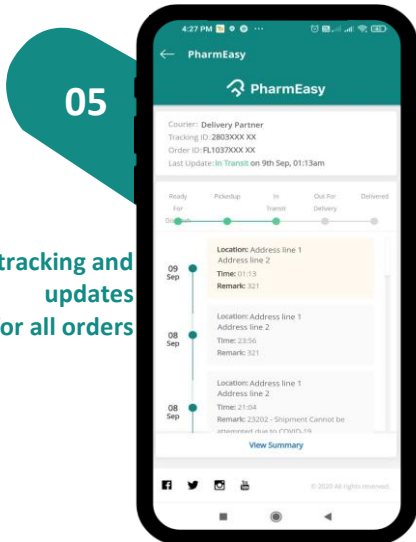 05
tracking and
updates
for all orders
4:27 PM
PharmEasy
PharmEasy
Courier: Delivery Partner
Tracking ID: 2803XXX XX
Order ID: FL1037XXX XX
Last Update: In Transit on 9th Sep, 01:13am
Ready For
Pickedup
In Transit
Out For Delivery
Delivered
09 Sep
Location: Address line 1
Address line 2
Time: 01:13
Remark: 321
08 Sep
Location: Address line 1
Address line 2
Time: 23:56
Remark: 321
08 Sep
Location: Address line 1
Address line 2
Time: 21:04
Remark: 23202 - Shipment Cannot be
attempted due to COVID-19
View Summary
© 2020 All rights reserved.